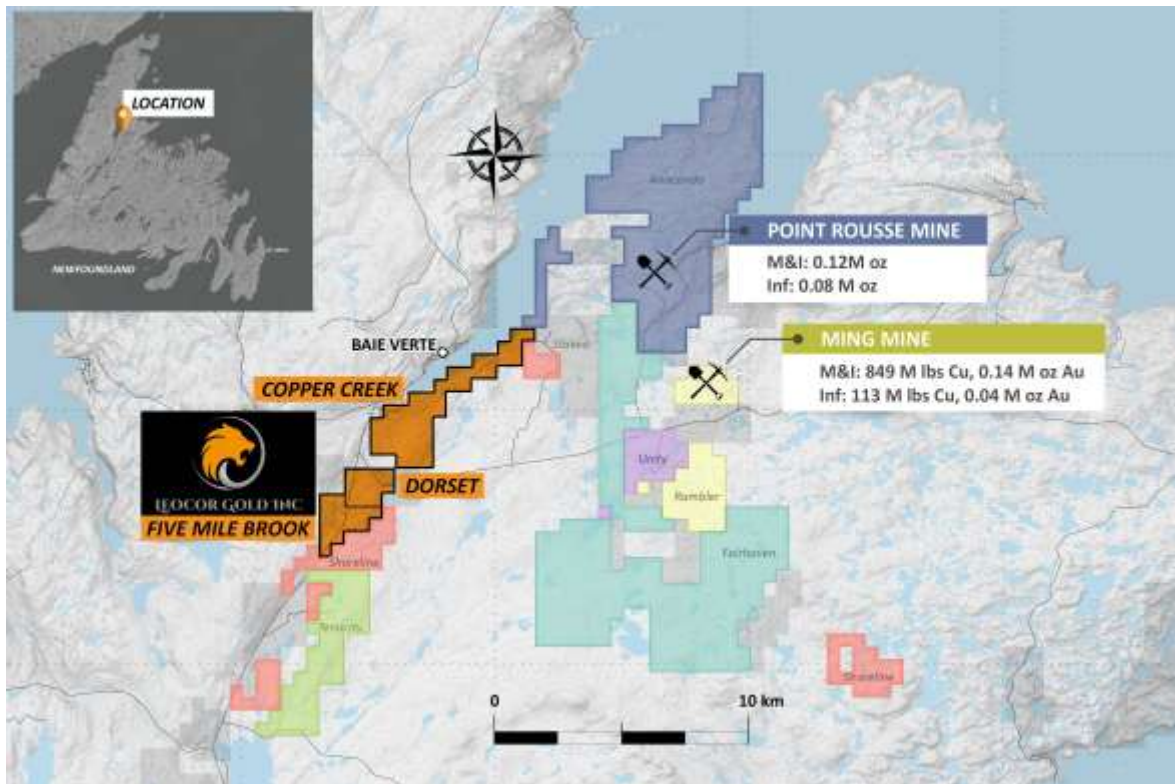 LOCATION
NEWFOUNDLAND
Anaconda
POINT ROUSSE MINE
M&I: 0.12M oz
Inf: 0.08 M oz
MING MINE
M&I: 849 M lbs Cu, 0.14 M oz Au
Inf: 113 M lbs Cu, 0.04 M oz Au
BAIE VERTE
COPPER CREEK
LEOCOR GOLD INC
DORSET
FIVE MILE BROOK
Unity
Rambler
Shoreline
Fairhaven
Shoreline
0
10 km